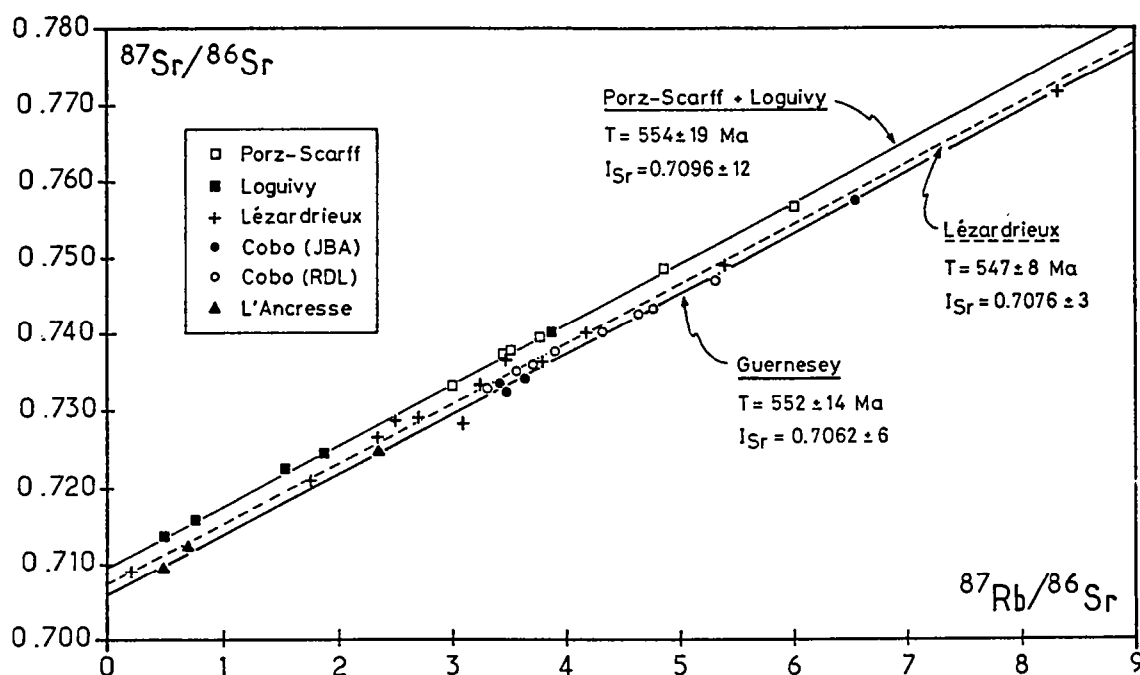 0.780
⁸⁷Sr/⁸⁶Sr
0.770
0.760
0.750
0.740
0.730
0.720
0.710
0.700
Porz-Scarff
Loguivy
Lézardrieux
Cobo (JBA)
Cobo (RDL)
L'Ancresse
Porz-Scarff + Loguivy
T = 554 ± 19 Ma
I Sr = 0.7096 ± 12
Lézardrieux
T = 547 ± 8 Ma
I Sr = 0.7076 ± 3
Guernesey
T = 552 ± 14 Ma
I Sr = 0.7062 ± 6
⁸⁷Rb/⁸⁶Sr
0 1 2 3 4 5 6 7 8 9